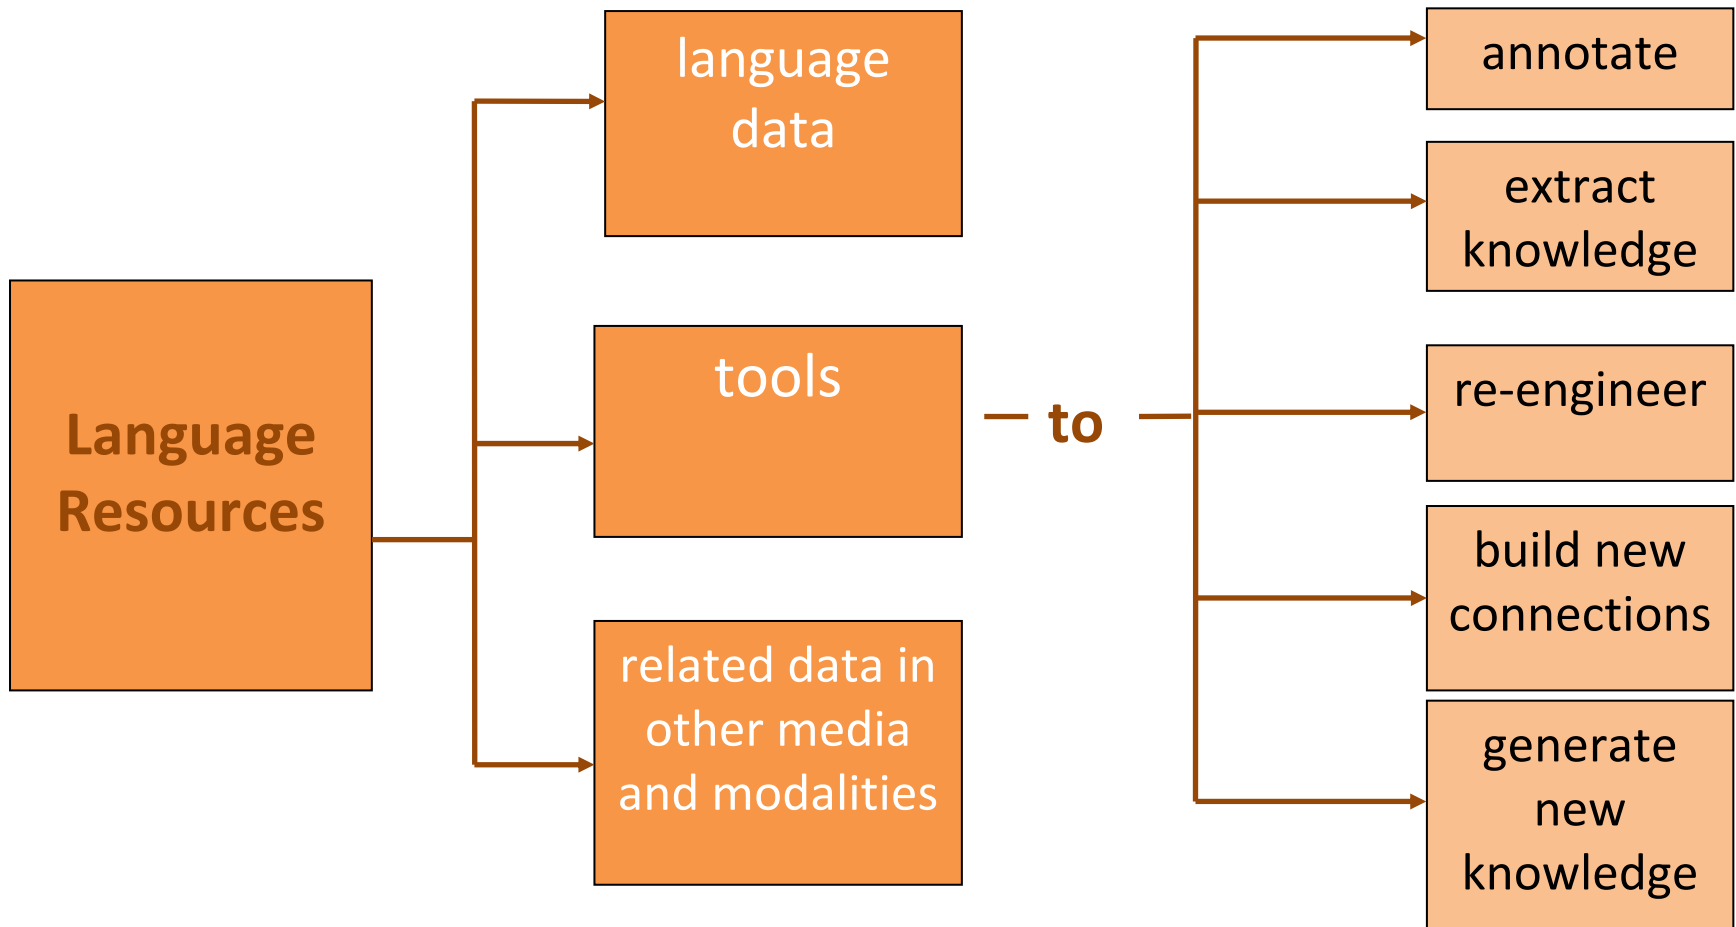 Language
Resources
language
data
tools
related data in
other media
and modalities
to
annotate
extract
knowledge
re-engineer
build new
connections
generate
new
knowledge